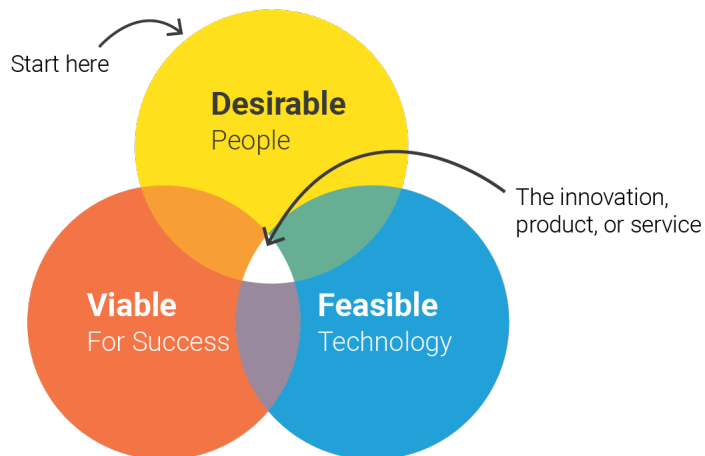 Start here
Desirable
People
The innovation,
product, or service
Viable
For Success
Feasible
Technology